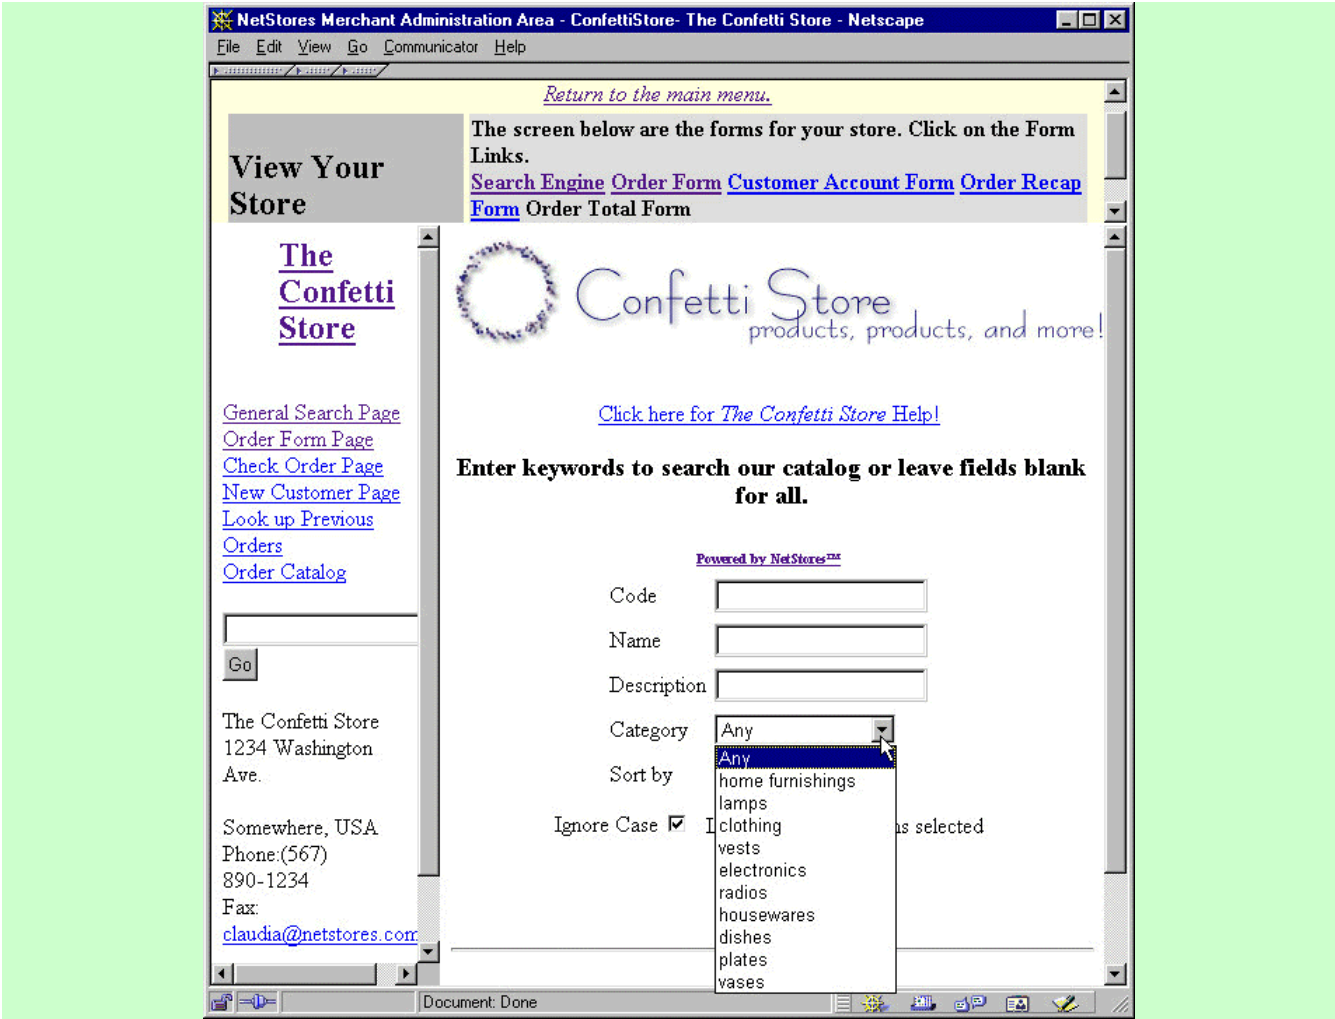 NetStores Merchant Administration Area - ConfettiStore- The Confetti Store - Netscape
File Edit View Go Communicator Help
Return to the main menu.
View Your
Store
The screen below are the forms for your store. Click on the Form
Links.
Search Engine Order Form Customer Account Form Order Recap
Form Order Total Form
The
Confetti
Store
General Search Page
Order Form Page
Check Order Page
New Customer Page
Look up Previous
Orders
Order Catalog
Go
The Confetti Store
1234 Washington
Ave.
Somewhere, USA
Phone:(567)
890-1234
Fax:
claudia@netstores.com
Confetti Store
products, products, and more!
Click here for The Confetti Store Help!
Enter keywords to search our catalog or leave fields blank
for all.
Powered by NetStores™
Code
Name
Description
Category Any
Sort by
Ignore Case selected
Any
home furnishings
lamps
clothing
vests
electronics
radios
housewares
dishes
plates
vases
Document: Done